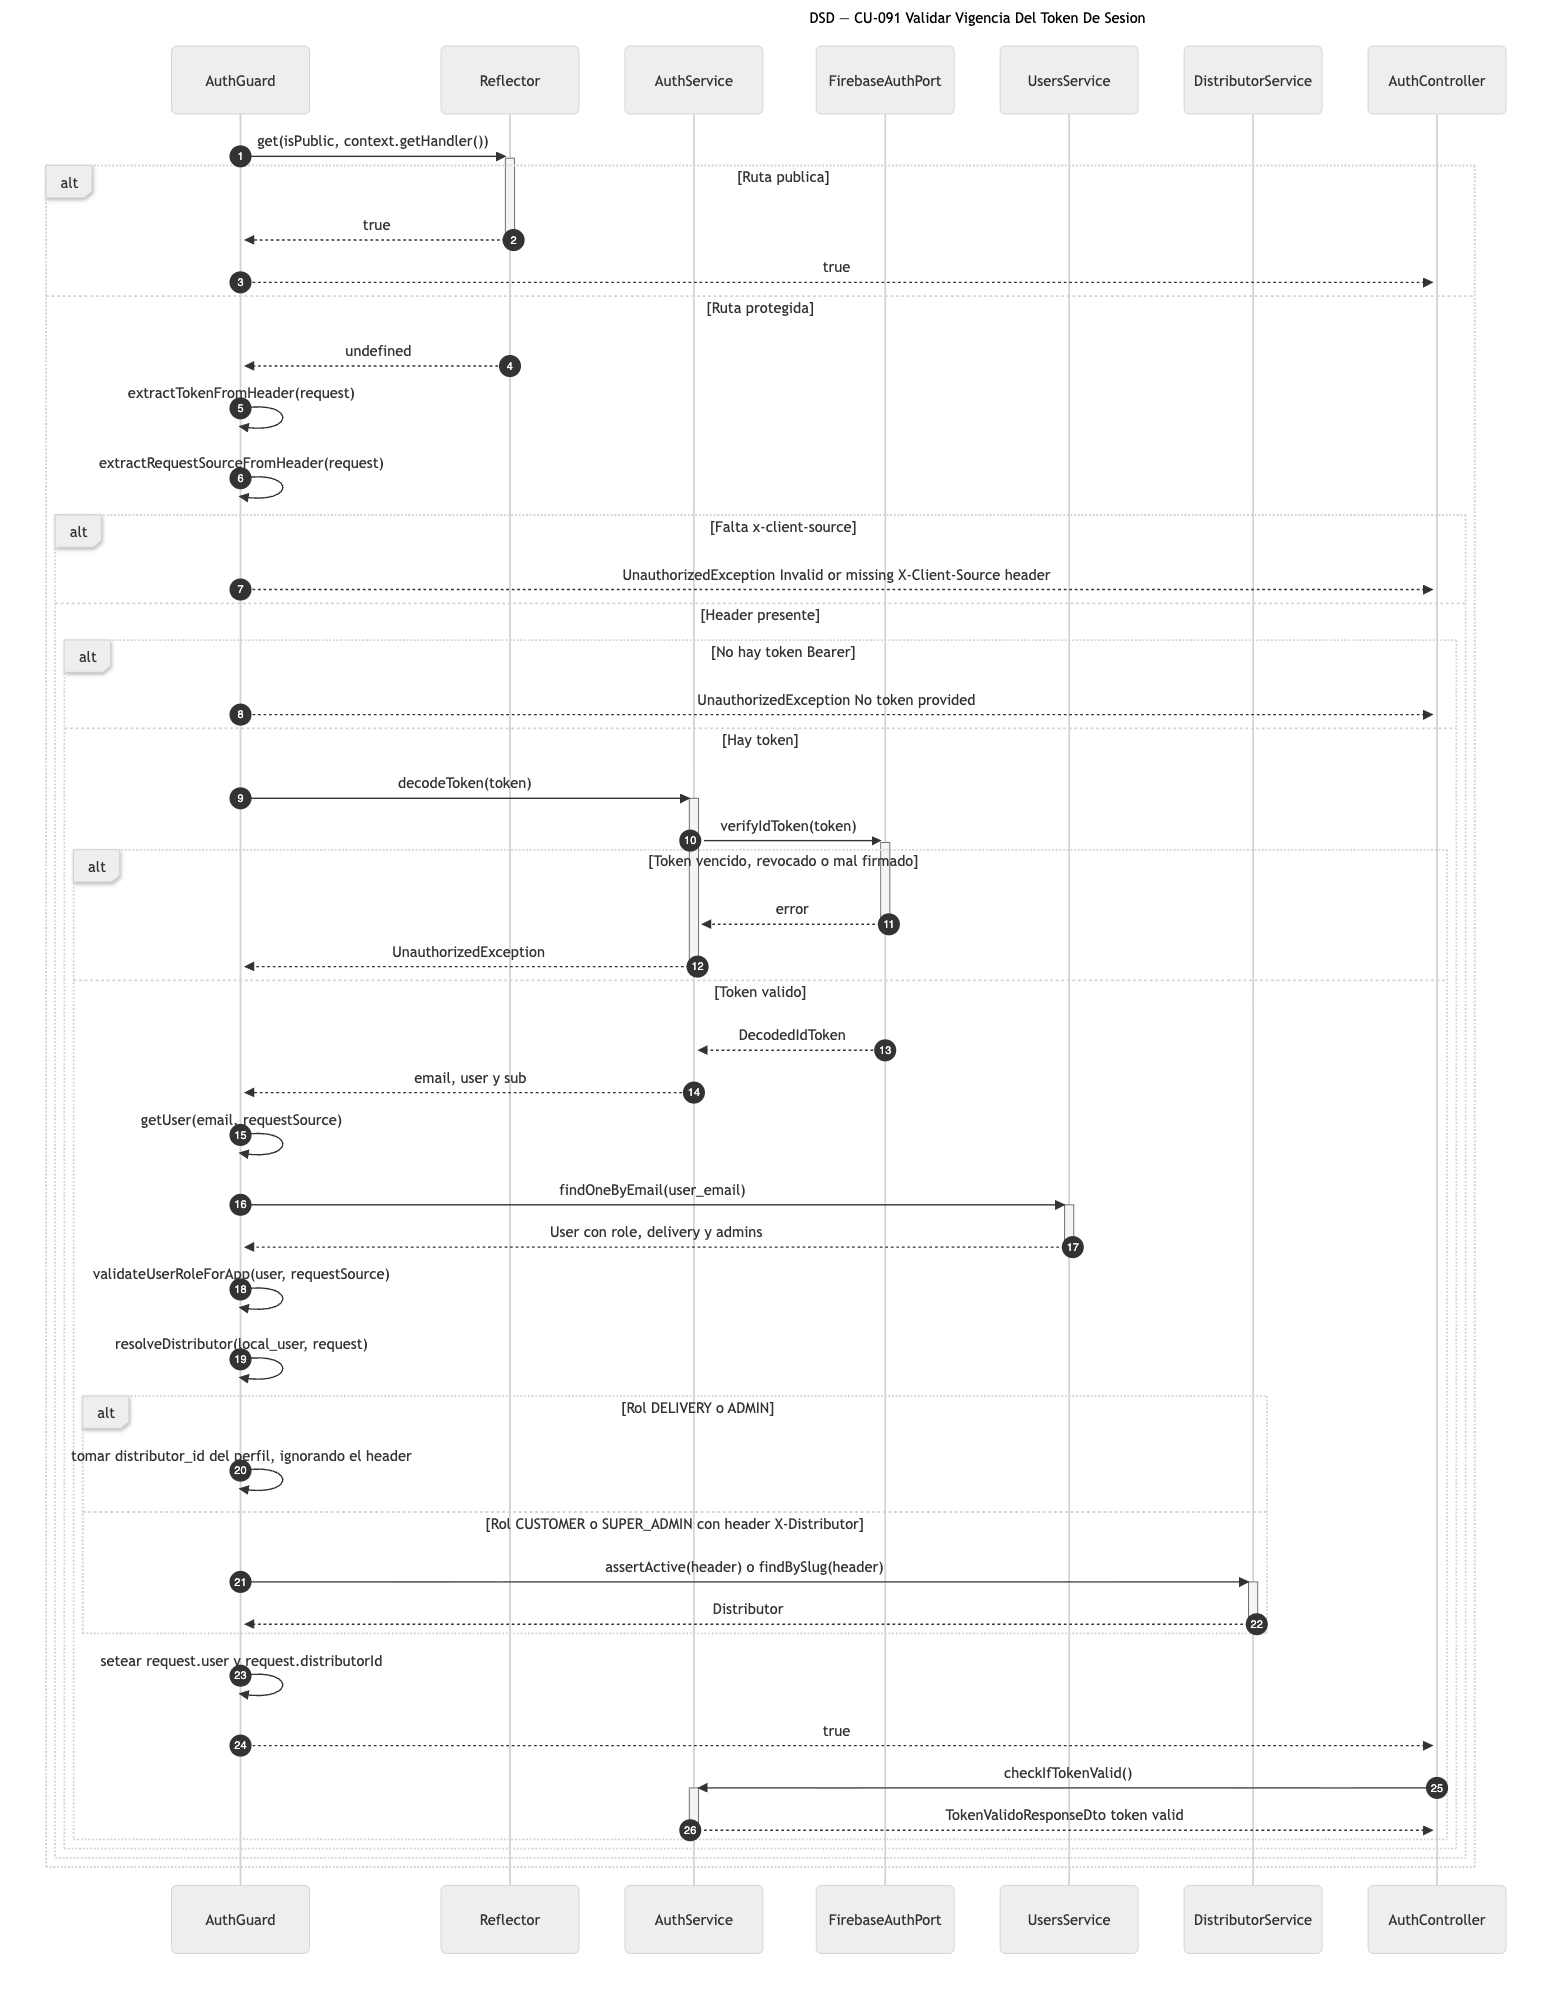 DSD — CU-091 Validar Vigencia Del Token De Sesion
AuthGuard
Reflector
AuthService
FirebaseAuthPort
UsersService
DistributorService
AuthController
get(isPublic, context.getHandler())
1
alt
[Ruta publica]
true
2
true
3
[Ruta protegida]
undefined
4
extractTokenFromHeader(request)
5
extractRequestSourceFromHeader(request)
6
alt
[Falta x-client-source]
UnauthorizedException Invalid or missing X-Client-Source header
7
[Header presente]
alt
[No hay token Bearer]
UnauthorizedException No token provided
8
[Hay token]
decodeToken(token)
9
verifyIdToken(token)
10
alt
[Token vencido, revocado o mal firmado]
error
11
UnauthorizedException
12
[Token valido]
DecodedIdToken
13
email, user y sub
14
getUser(email, requestSource)
15
findOneByEmail(user_email)
16
User con role, delivery y admins
17
validateUserRoleForApp(user, requestSource)
18
resolveDistributor(local_user, request)
19
alt
[Rol DELIVERY o ADMIN]
tomar distributor_id del perfil, ignorando el header
20
[Rol CUSTOMER o SUPER_ADMIN con header X-Distributor]
assertActive(header) o findBySlug(header)
21
Distributor
22
setear request.user y request.distributorId
23
true
24
checkIfTokenValid()
25
TokenValidoResponseDto token valid
26
AuthGuard
Reflector
AuthService
FirebaseAuthPort
UsersService
DistributorService
AuthController